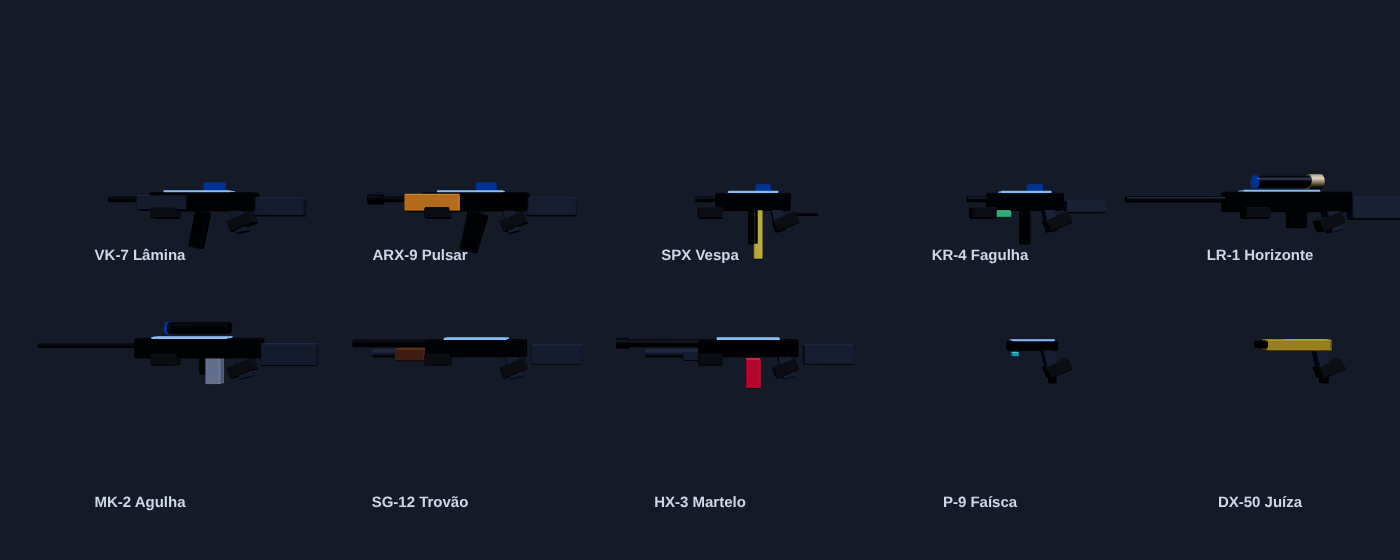 VK-7 Lâmina
ARX-9 Pulsar
SPX Vespa
KR-4 Fagulha
LR-1 Horizonte
MK-2 Agulha
SG-12 Trovão
HX-3 Martelo
P-9 Faísca
DX-50 Juíza